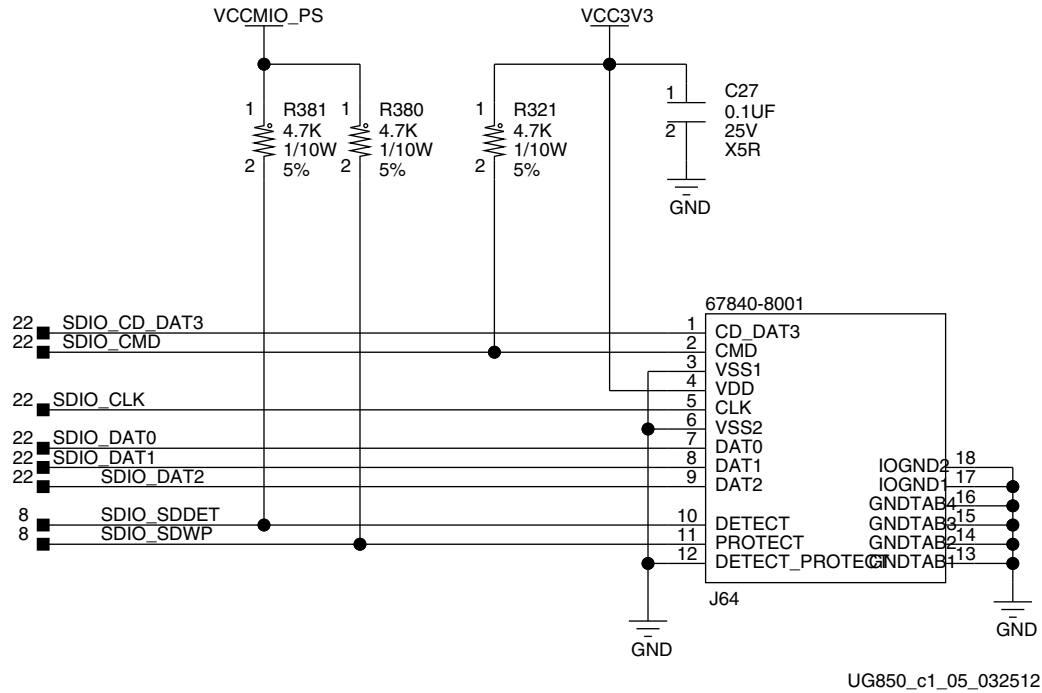 VCCMIO_PS
VCC3V3
1 R381
4.7K
1/10W
2 5%
1 R380
4.7K
1/10W
2 5%
1 R321
4.7K
1/10W
2 5%
1 C27
0.1UF
2 25V
X5R
GND
67840-8001
22 SDIO_CD_DAT3 1 CD_DAT3
22 SDIO_CMD 2 CMD
3 VSS1
4 VDD
22 SDIO_CLK 5 CLK
6 VSS2
22 SDIO_DAT0 7 DAT0
22 SDIO_DAT1 8 DAT1
22 SDIO_DAT2 9 DAT2
8 SDIO_SDDET 10 DETECT
8 SDIO_SDWP 11 PROTECT
12 DETECT_PROTECT
IOGND2 18
IOGND1 17
GNDTAB4 16
GNDTAB3 15
GNDTAB2 14
GNDTAB1 13
J64
GND
GND
UG850_c1_05_032512